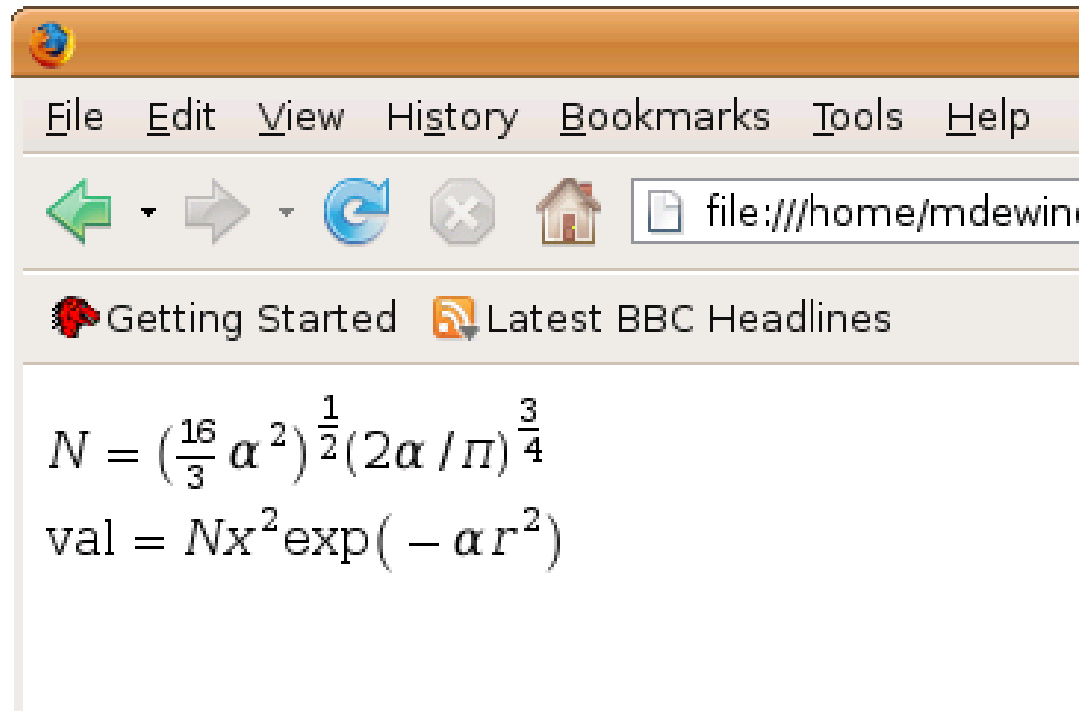 File Edit View History Bookmarks Tools Help
file:///home/mdewin
Getting Started Latest BBC Headlines
N = (16/3 α²)^(1/2) (2α/π)^(3/4)
val = Nx² exp(−αr²)